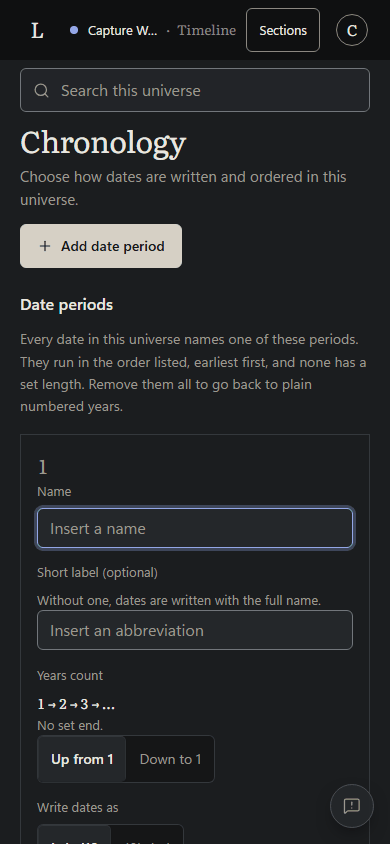 L Capture W... · Timeline Sections C
Search this universe
Chronology
Choose how dates are written and ordered in this
universe.
+ Add date period
Date periods
Every date in this universe names one of these periods.
They run in the order listed, earliest first, and none has a
set length. Remove them all to go back to plain
numbered years.
1
Name
Insert a name
Short label (optional)
Without one, dates are written with the full name.
Insert an abbreviation
Years count
1→2→3→...
No set end.
Up from 1 Down to 1
Write dates as